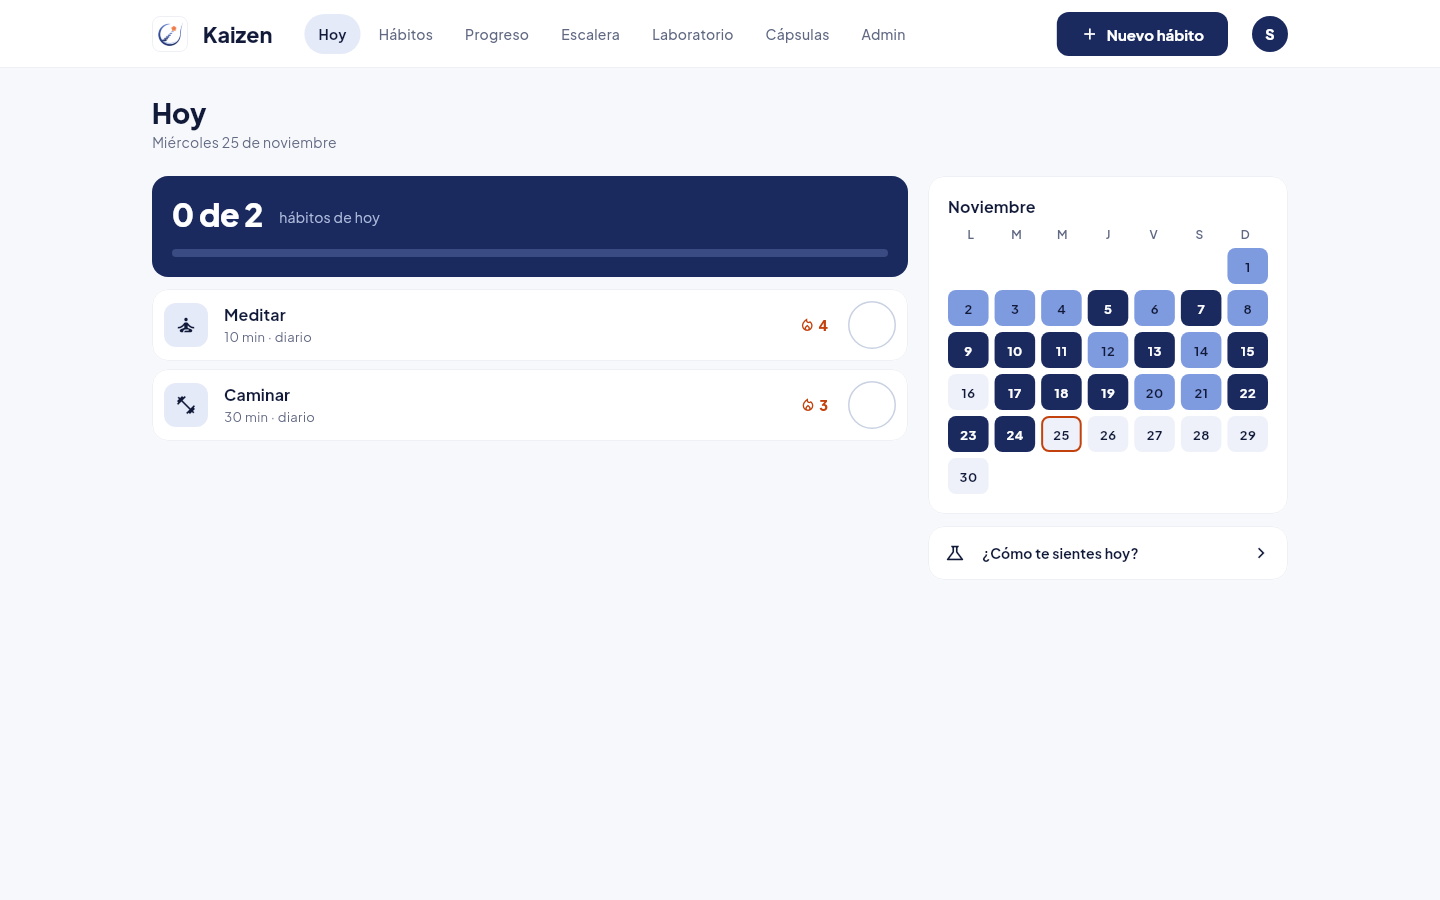 Kaizen
Hoy
Hábitos
Progreso
Escalera
Laboratorio
Cápsulas
Admin
+ Nuevo hábito
S
Hoy
Miércoles 25 de noviembre
0 de 2 hábitos de hoy
Meditar
10 min · diario
4
Caminar
30 min · diario
3
Noviembre
L M M J V S D
1
2 3 4 5 6 7 8
9 10 11 12 13 14 15
16 17 18 19 20 21 22
23 24 25 26 27 28 29
30
¿Cómo te sientes hoy?